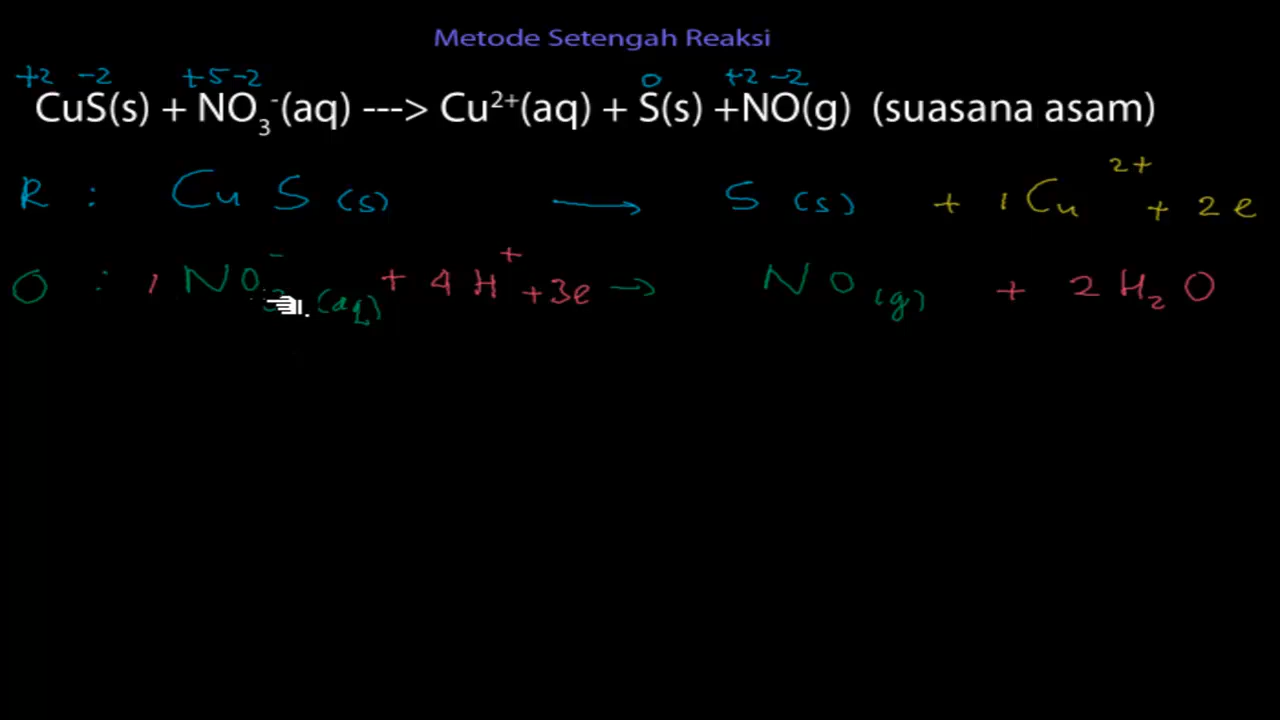 Metode Setengah Reaksi
+2 -2 +5 -2 0 +2 -2
CuS(s) + NO₃⁻(aq) ---> Cu²⁺(aq) + S(s) +NO(g) (suasana asam)
R : CuS(s) → S(s) + 1Cu²⁺ + 2e
O : 1NO₃⁻(aq) + 4H⁺ +3e → NO(g) + 2H₂O